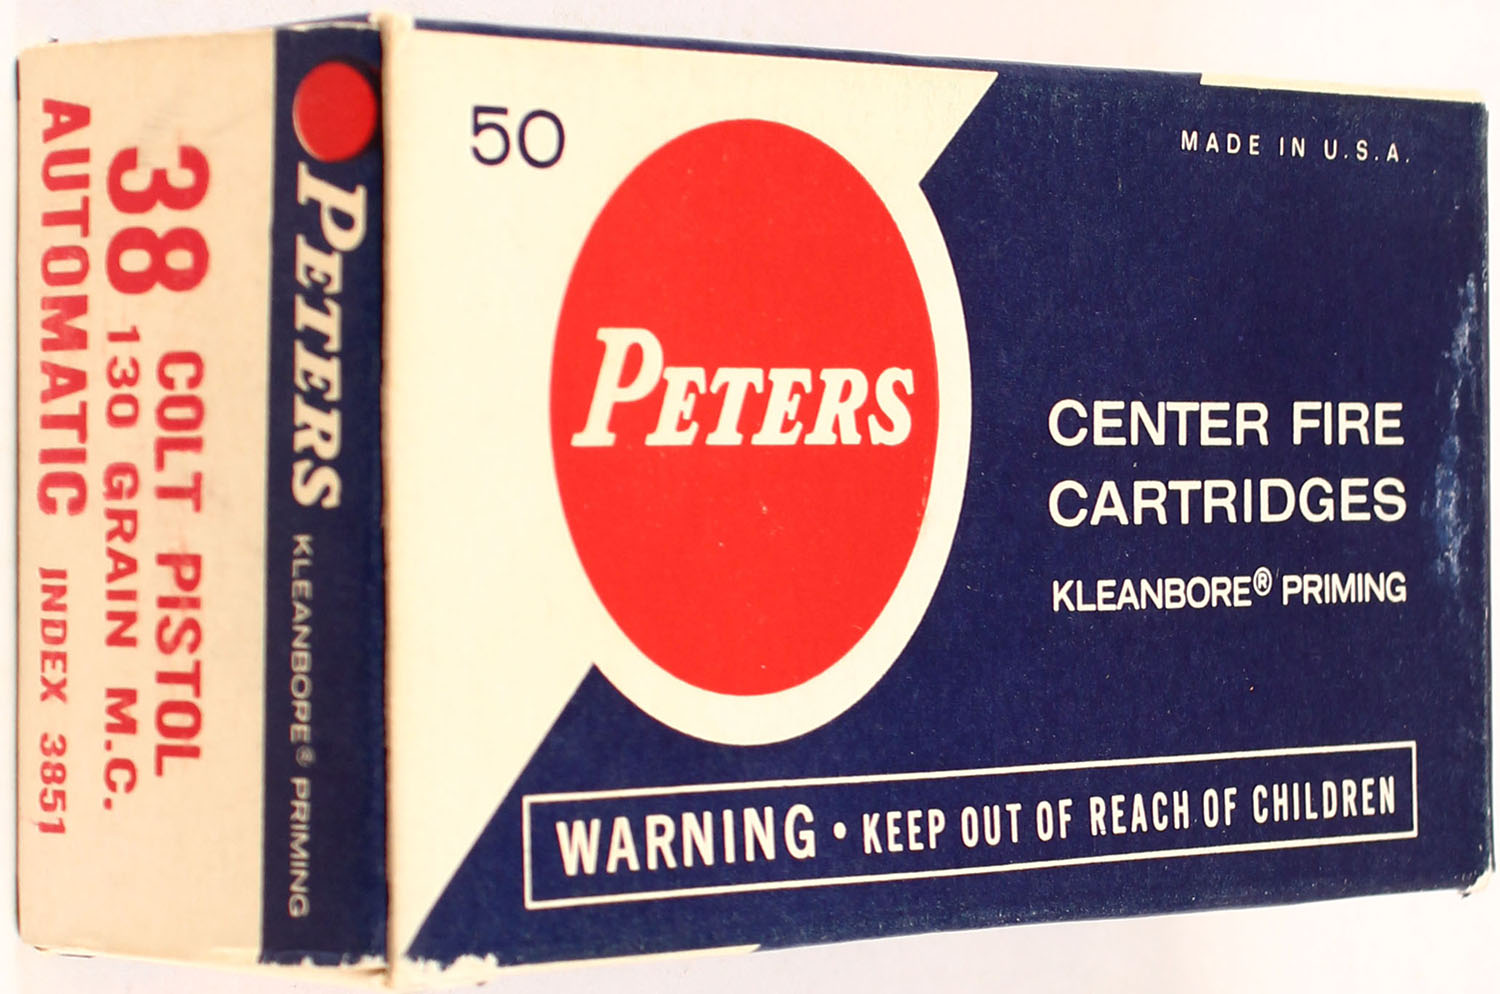 50
PETERS
MADE IN U.S.A.
CENTER FIRE
CARTRIDGES
KLEANBORE® PRIMING
WARNING • KEEP OUT OF REACH OF CHILDREN
PETERS KLEANBORE® PRIMING
38 COLT PISTOL
130 GRAIN M.C.
AUTOMATIC INDEX 3851